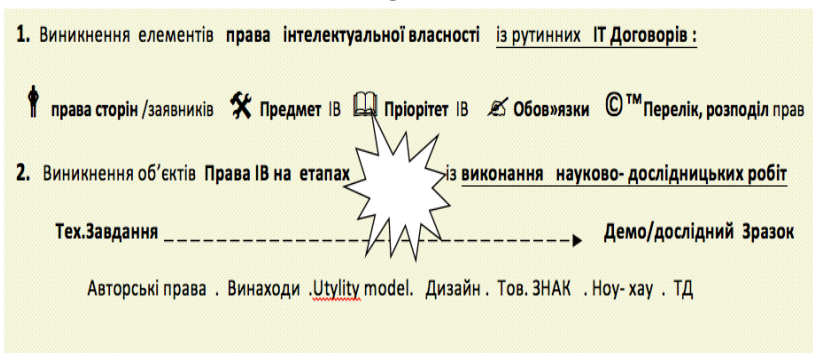 1. Виникнення елементів права інтелектуальної власності із рутинних ІТ Договорів :
права сторін /заявників Предмет ІВ Пріорітет ІВ Обов»язки ©™Перелік, розподіл прав
2. Виникнення об’єктів Права ІВ на етапах із виконання науково- дослідницьких робіт
Тех.Завдання Демо/дослідний Зразок
Авторські права . Винаходи .Utylity model. Дизайн . Тов. ЗНАК . Ноу- хау . ТД